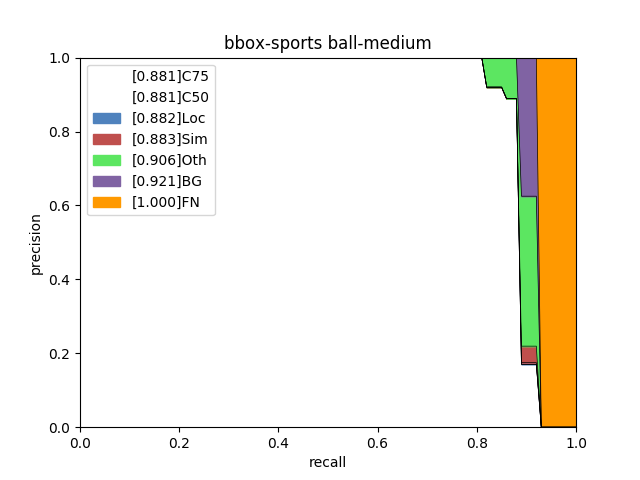 bbox-sports ball-medium
[0.881]C75
[0.881]C50
[0.882]Loc
[0.883]Sim
[0.906]Oth
[0.921]BG
[1.000]FN
precision
1.0
0.8
0.6
0.4
0.2
0.0
0.0 0.2 0.4 0.6 0.8 1.0
recall